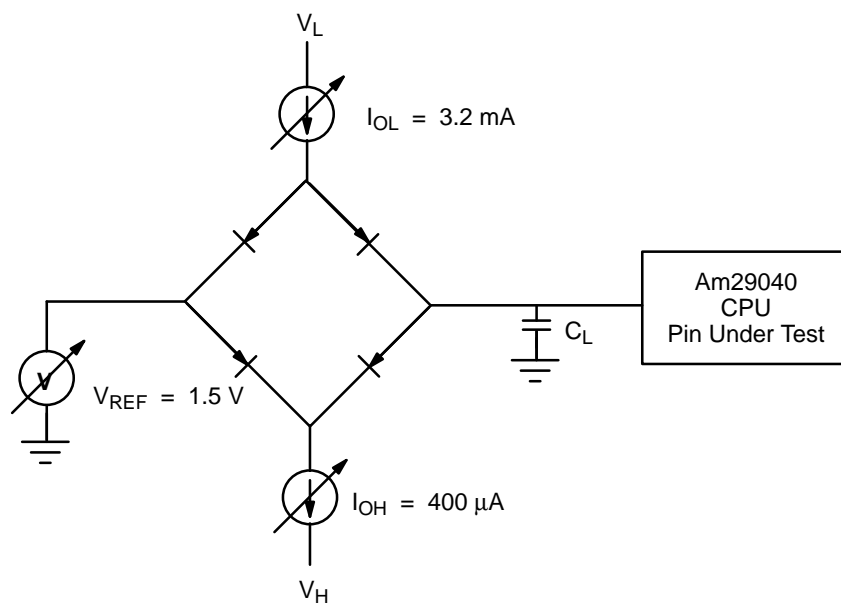 V_L
I_OL = 3.2 mA
Am29040
CPU
Pin Under Test
C_L
V
V_REF = 1.5 V
I_OH = 400 μA
V_H